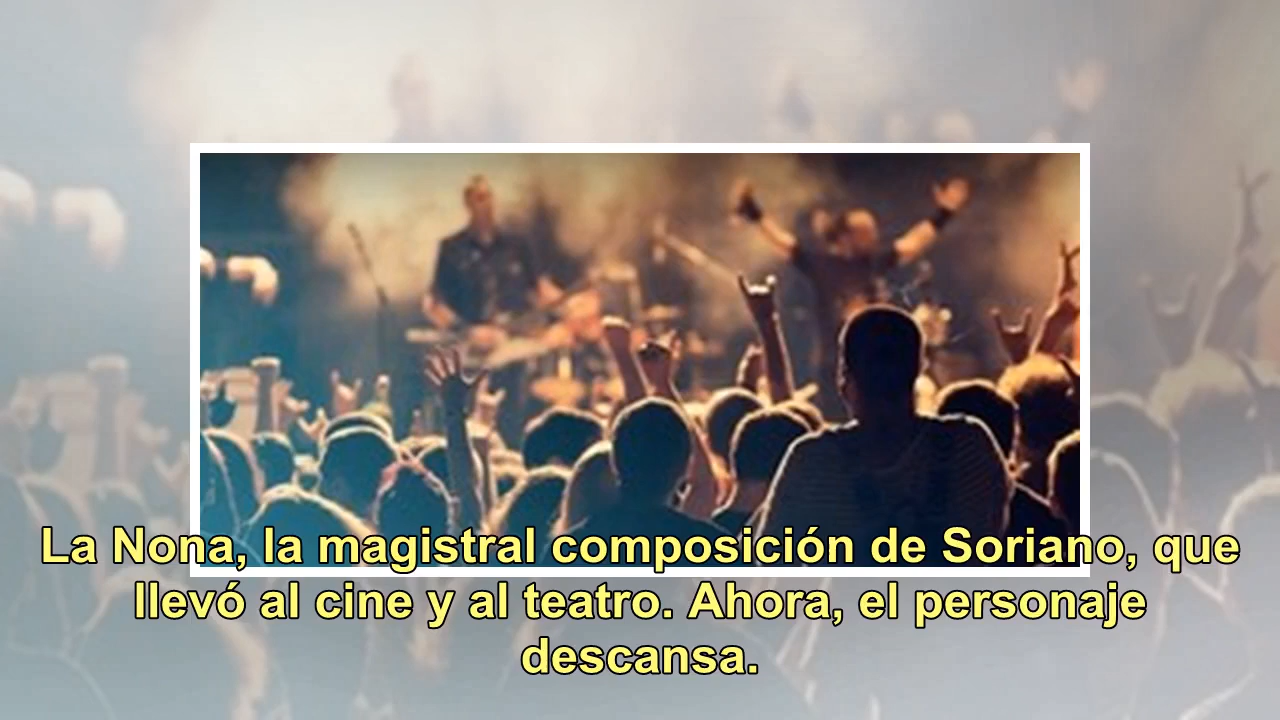 La Nona, la magistral composición de Soriano, que
llevó al cine y al teatro. Ahora, el personaje
descansa.